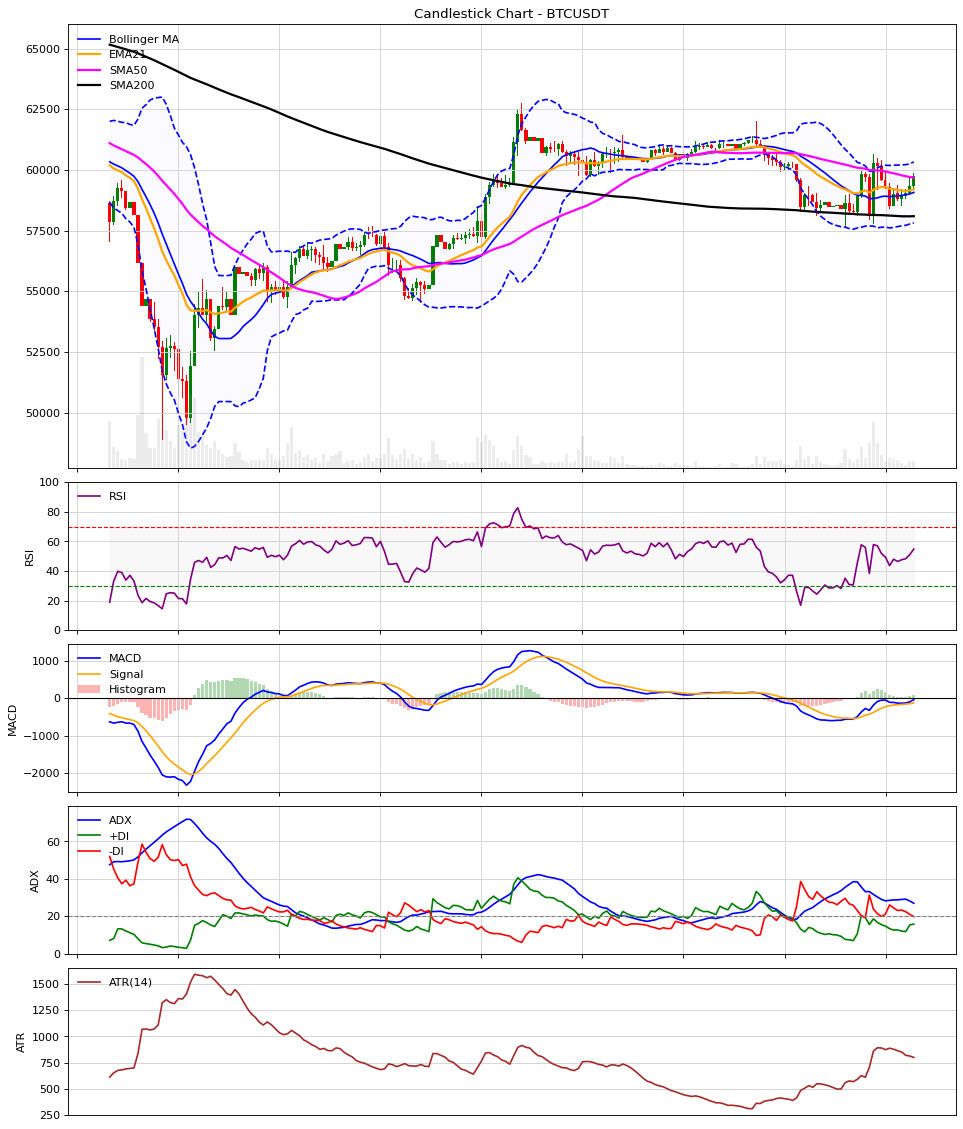 Candlestick Chart - BTCUSDT
65000
62500
60000
57500
55000
52500
50000
Bollinger MA
EMA21
SMA50
SMA200
100
80
60
40
20
0
RSI
RSI
1000
0
−1000
−2000
MACD
MACD
Signal
Histogram
60
40
20
0
ADX
ADX
+DI
-DI
1500
1250
1000
750
500
250
ATR
ATR(14)